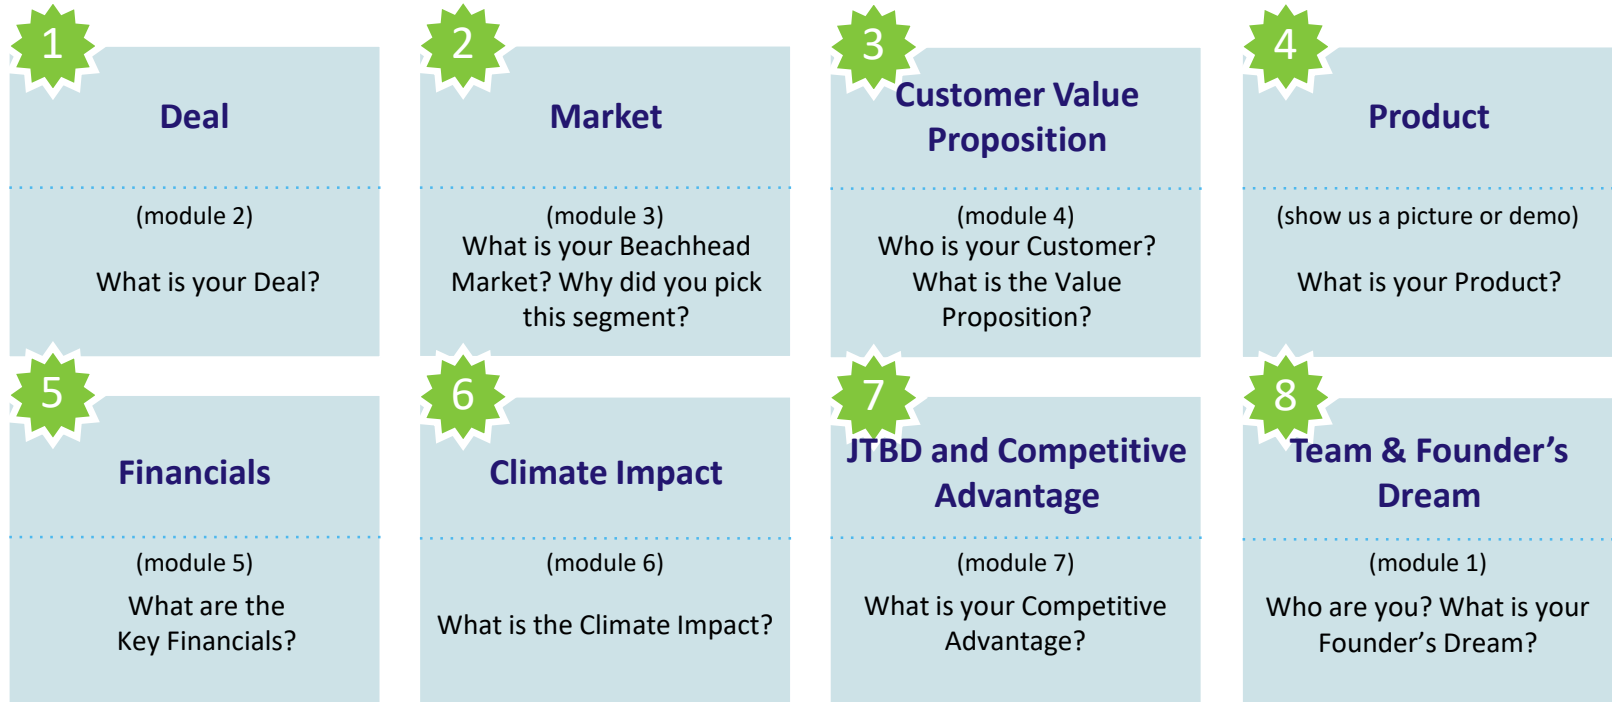 1
Deal
(module 2)
What is your Deal?
2
Market
(module 3)
What is your Beachhead
Market? Why did you pick
this segment?
3
Customer Value
Proposition
(module 4)
Who is your Customer?
What is the Value
Proposition?
4
Product
(show us a picture or demo)
What is your Product?
5
Financials
(module 5)
What are the
Key Financials?
6
Climate Impact
(module 6)
What is the Climate Impact?
7
JTBD and Competitive
Advantage
(module 7)
What is your Competitive
Advantage?
8
Team & Founder’s
Dream
(module 1)
Who are you? What is your
Founder’s Dream?